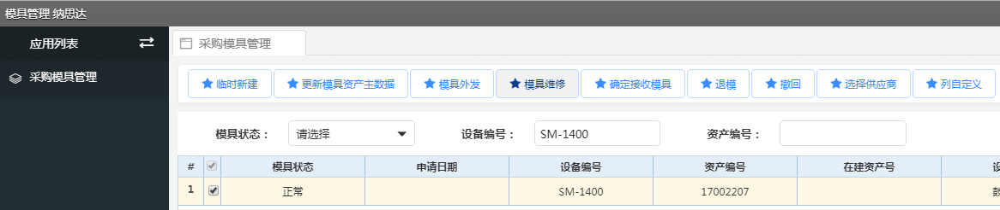 模具管理 纳思达
应用列表
采购模具管理
采购模具管理
临时新建 更新模具资产主数据 模具外发 模具维修 确定接收模具 退模 撤回 选择供应商 列自定义
模具状态： 请选择 设备编号： SM-1400 资产编号：
# 模具状态 申请日期 设备编号 资产编号 在建资产号
1 正常 SM-1400 17002207